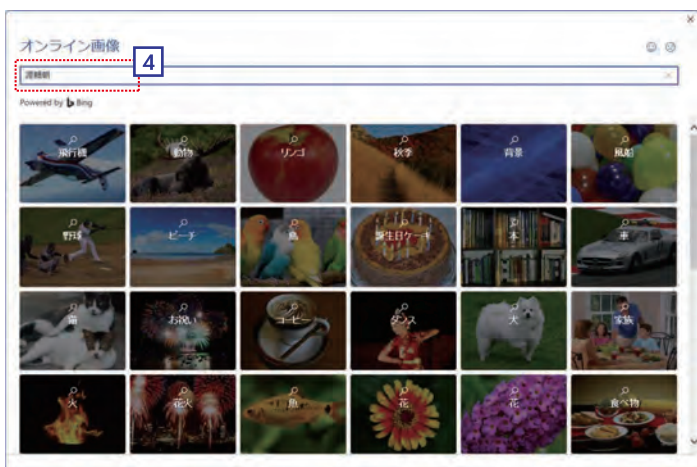 オンライン画像
4
源頼朝
Powered by Bing
飛行機
動物
リンゴ
秋季
背景
風船
野球
ビーチ
鳥
誕生日ケーキ
本
車
猫
お祝い
コーヒー
ダンス
犬
家族
火
花火
魚
花
花
食べ物